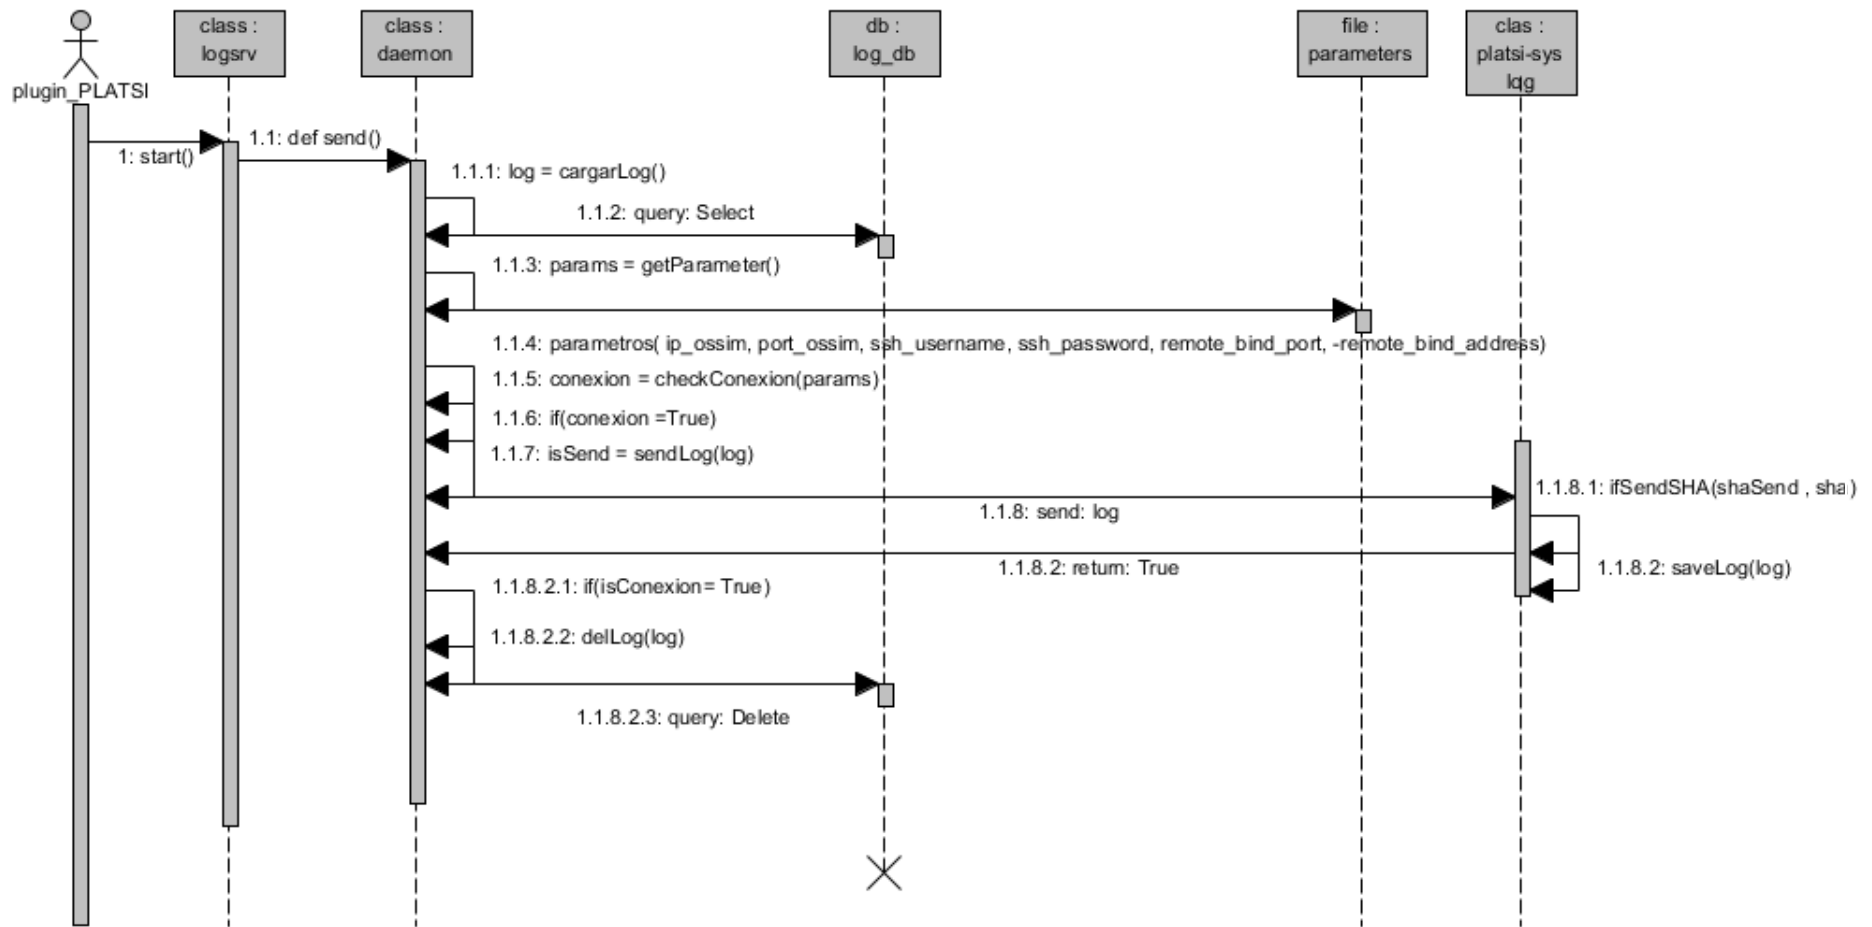 plugin_PLATSI
class :
logsrv
class :
daemon
db :
log_db
file :
parameters
clas :
platsi-sys
log
1: start()
1.1: def send()
1.1.1: log = cargarLog()
1.1.2: query: Select
1.1.3: params = getParameter()
1.1.4: parametros( ip_ossim, port_ossim, ssh_username, ssh_password, remote_bind_port, -remote_bind_address)
1.1.5: conexion = checkConexion(params)
1.1.6: if(conexion =True)
1.1.7: isSend = sendLog(log)
1.1.8.1: ifSendSHA(shaSend , sha)
1.1.8: send: log
1.1.8.2: return: True
1.1.8.2: saveLog(log)
1.1.8.2.1: if(isConexion= True)
1.1.8.2.2: delLog(log)
1.1.8.2.3: query: Delete